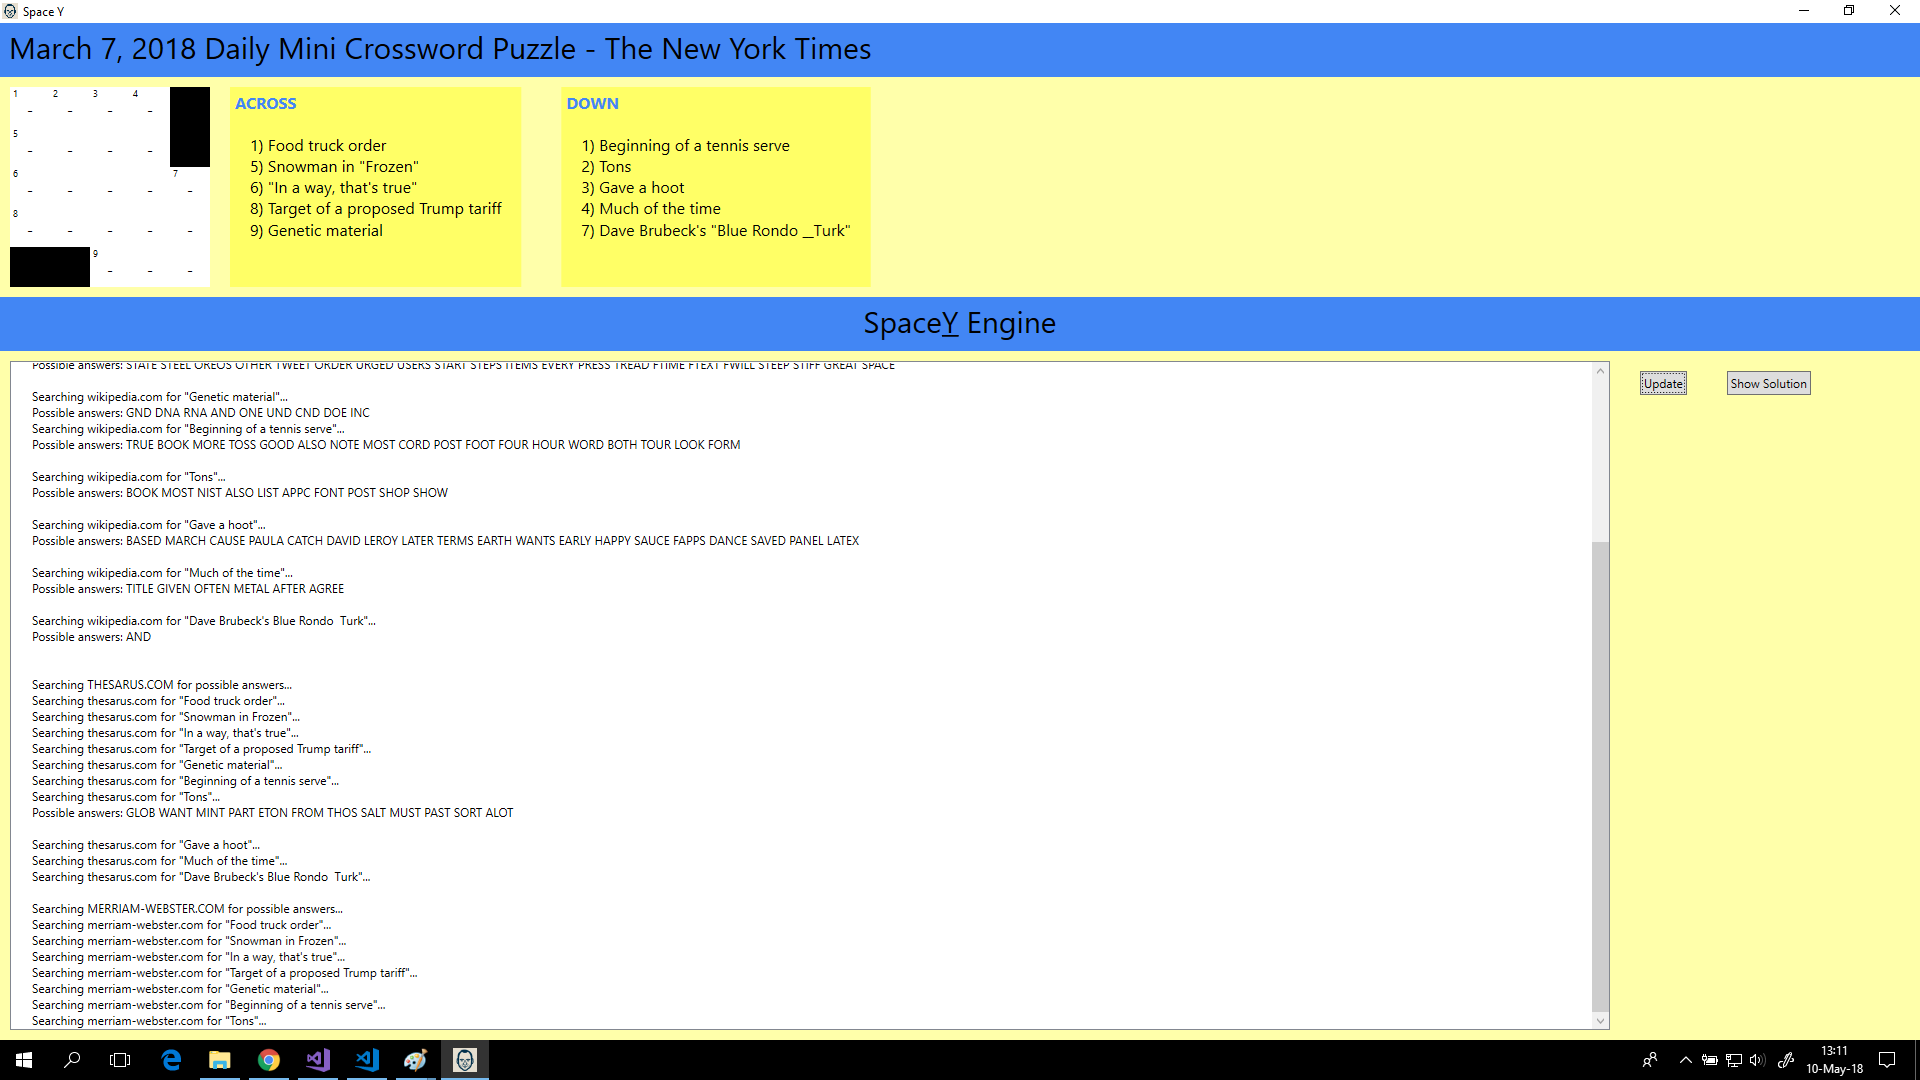 Space Y
March 7, 2018 Daily Mini Crossword Puzzle - The New York Times
1 2 3 4
- - - -
5
- - - -
6 7
- - - - -
8
- - - - -
9
- - -
ACROSS
1) Food truck order
5) Snowman in "Frozen"
6) "In a way, that's true"
8) Target of a proposed Trump tariff
9) Genetic material
DOWN
1) Beginning of a tennis serve
2) Tons
3) Gave a hoot
4) Much of the time
7) Dave Brubeck's "Blue Rondo __Turk"
SpaceY Engine
Possible answers: STATE STEEL OREOS OTHER TWEET ORDER URGED USERS START STEPS ITEMS EVERY PRESS TREAD FTIME FTEXT FWILL STEEP STIFF GREAT SPACE
Searching wikipedia.com for "Genetic material"...
Possible answers: GND DNA RNA AND ONE UND CND DOE INC
Searching wikipedia.com for "Beginning of a tennis serve"...
Possible answers: TRUE BOOK MORE TOSS GOOD ALSO NOTE MOST CORD POST FOOT FOUR HOUR WORD BOTH TOUR LOOK FORM
Searching wikipedia.com for "Tons"...
Possible answers: BOOK MOST NIST ALSO LIST APPC FONT POST SHOP SHOW
Searching wikipedia.com for "Gave a hoot"...
Possible answers: BASED MARCH CAUSE PAULA CATCH DAVID LEROY LATER TERMS EARTH WANTS EARLY HAPPY SAUCE FAPPS DANCE SAVED PANEL LATEX
Searching wikipedia.com for "Much of the time"...
Possible answers: TITLE GIVEN OFTEN METAL AFTER AGREE
Searching wikipedia.com for "Dave Brubeck's Blue Rondo  Turk"...
Possible answers: AND
Searching THESARUS.COM for possible answers...
Searching thesarus.com for "Food truck order"...
Searching thesarus.com for "Snowman in Frozen"...
Searching thesarus.com for "In a way, that's true"...
Searching thesarus.com for "Target of a proposed Trump tariff"...
Searching thesarus.com for "Genetic material"...
Searching thesarus.com for "Beginning of a tennis serve"...
Searching thesarus.com for "Tons"...
Possible answers: GLOB WANT MINT PART ETON FROM THOS SALT MUST PAST SORT ALOT
Searching thesarus.com for "Gave a hoot"...
Searching thesarus.com for "Much of the time"...
Searching thesarus.com for "Dave Brubeck's Blue Rondo  Turk"...
Searching MERRIAM-WEBSTER.COM for possible answers...
Searching merriam-webster.com for "Food truck order"...
Searching merriam-webster.com for "Snowman in Frozen"...
Searching merriam-webster.com for "In a way, that's true"...
Searching merriam-webster.com for "Target of a proposed Trump tariff"...
Searching merriam-webster.com for "Genetic material"...
Searching merriam-webster.com for "Beginning of a tennis serve"...
Searching merriam-webster.com for "Tons"...
Update
Show Solution
13:11
10-May-18